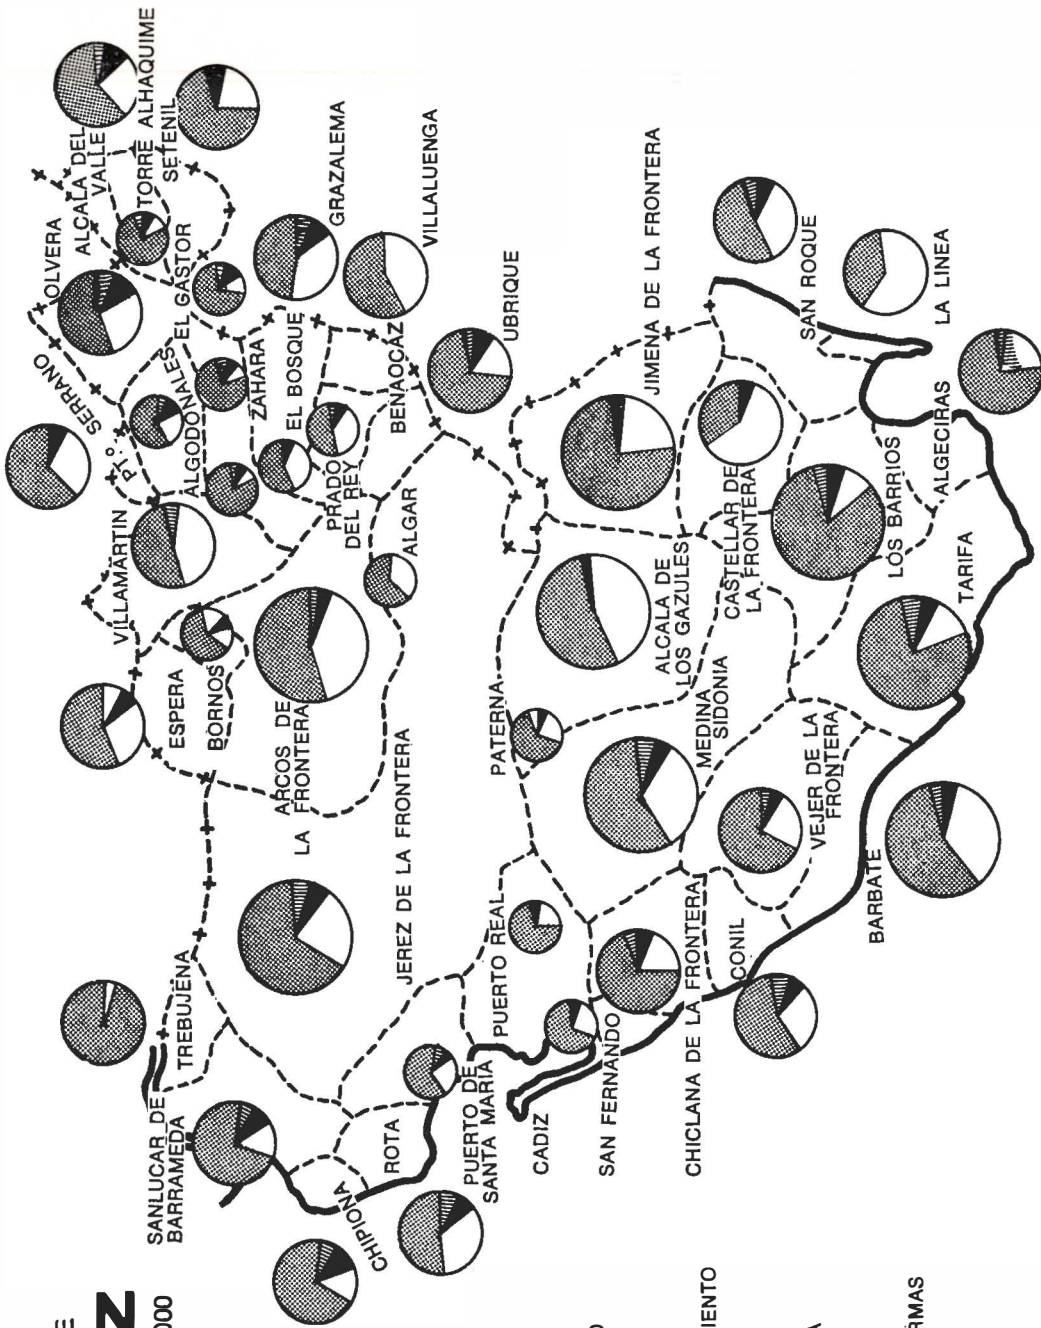 OLVERA
ALCALA DEL
VALLE
TORRE ALHAQUIME
SETENIL
SERRANO
PT.º
ALGODONALES
EL GASTOR
ZAHARA
EL BOSQUE
GRAZALEMA
VILLALUENGA
VILLAMARTIN
PRADO
DEL REY
BENAOCAZ
UBRIQUE
ESPERA
BORNOS
ALGAR
ARCOS DE
LA FRONTERA
JEREZ DE LA FRONTERA
TREBUJENA
SANLUCAR DE
BARRAMEDA
CHIPIONA
ROTA
PUERTO DE
SANTA MARIA
PUERTO REAL
CADIZ
SAN FERNANDO
CHICLANA DE LA FRONTERA
CONIL
PATERNA
MEDINA
SIDONIA
ALCALA DE
LOS GAZULES
VEJER DE LA
FRONTERA
BARBATE
JIMENA DE LA FRONTERA
CASTELLAR DE
LA FRONTERA
SAN ROQUE
LA LINEA
LOS BARRIOS
ALGECIRAS
TARIFA
E
Z
000
O
IENTO
A
RMAS